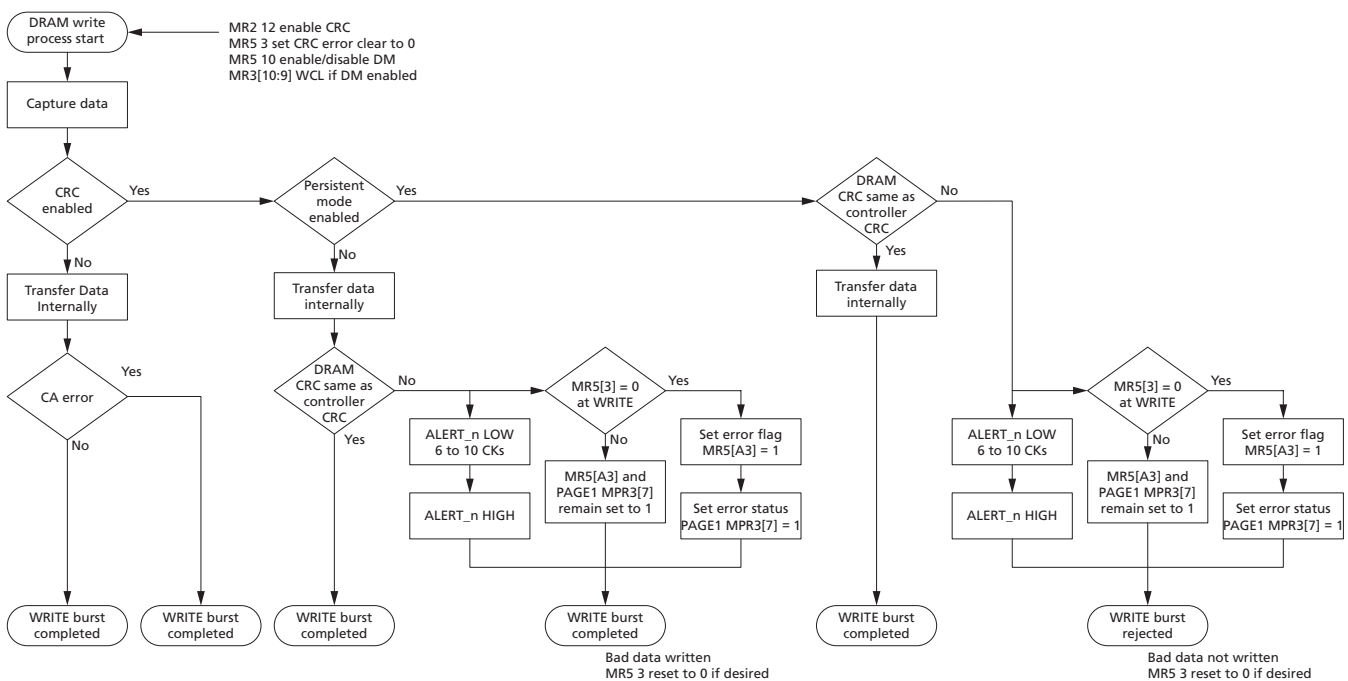 DRAM write
process start
MR2 12 enable CRC
MR5 3 set CRC error clear to 0
MR5 10 enable/disable DM
MR3[10:9] WCL if DM enabled
Capture data
CRC
enabled
Yes
No
Persistent
mode
enabled
Yes
No
DRAM
CRC same as
controller
CRC
No
Yes
Transfer Data
Internally
Transfer data
internally
Transfer data
internally
CA error
Yes
No
DRAM
CRC same as
controller
CRC
No
Yes
MR5[3] = 0
at WRITE
Yes
No
ALERT_n LOW
6 to 10 CKs
ALERT_n HIGH
MR5[A3] and
PAGE1 MPR3[7]
remain set to 1
Set error flag
MR5[A3] = 1
Set error status
PAGE1 MPR3[7] = 1
MR5[3] = 0
at WRITE
Yes
No
ALERT_n LOW
6 to 10 CKs
ALERT_n HIGH
MR5[A3] and
PAGE1 MPR3[7]
remain set to 1
Set error flag
MR5[A3] = 1
Set error status
PAGE1 MPR3[7] = 1
WRITE burst
completed
WRITE burst
completed
WRITE burst
completed
WRITE burst
completed
Bad data written
MR5 3 reset to 0 if desired
WRITE burst
completed
WRITE burst
rejected
Bad data not written
MR5 3 reset to 0 if desired